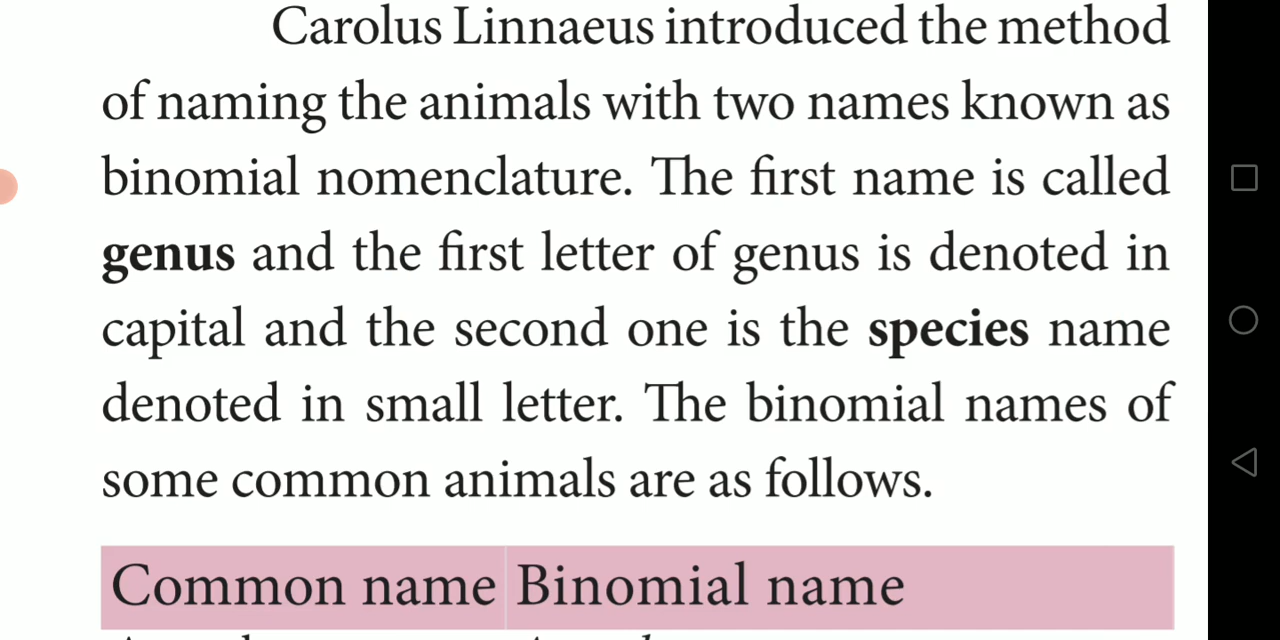 Carolus Linnaeus introduced the method
of naming the animals with two names known as
binomial nomenclature. The first name is called
genus and the first letter of genus is denoted in
capital and the second one is the species name
denoted in small letter. The binomial names of
some common animals are as follows.
Common name Binomial name